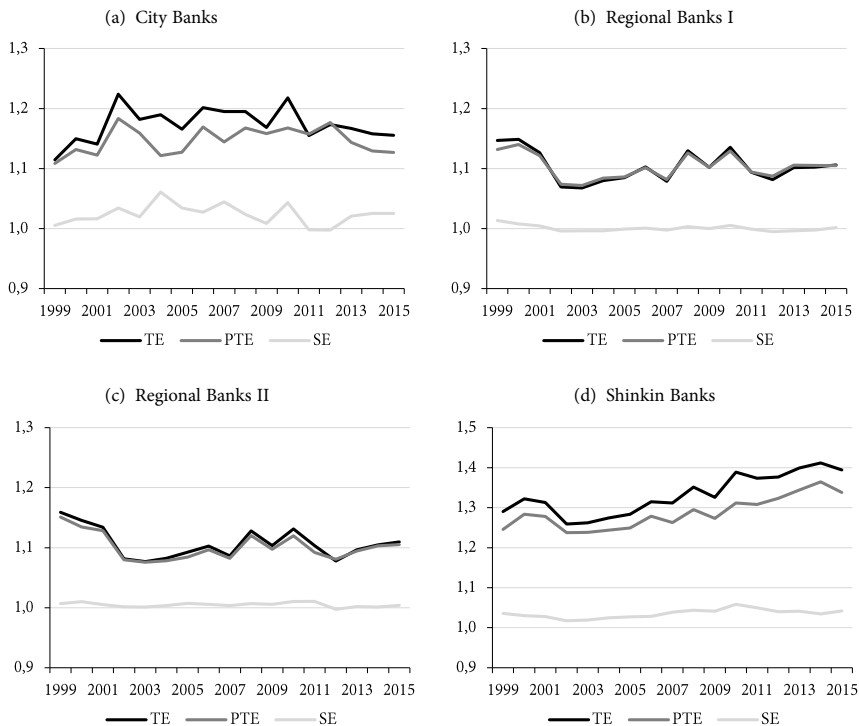 (a) City Banks
1,3
1,2
1,1
1,0
0,9
1999 2001 2003 2005 2007 2009 2011 2013 2015
TE PTE SE
(b) Regional Banks I
1,3
1,2
1,1
1,0
0,9
1999 2001 2003 2005 2007 2009 2011 2013 2015
TE PTE SE
(c) Regional Banks II
1,3
1,2
1,1
1,0
0,9
1999 2001 2003 2005 2007 2009 2011 2013 2015
TE PTE SE
(d) Shinkin Banks
1,5
1,4
1,3
1,2
1,1
1,0
0,9
1999 2001 2003 2005 2007 2009 2011 2013 2015
TE PTE SE